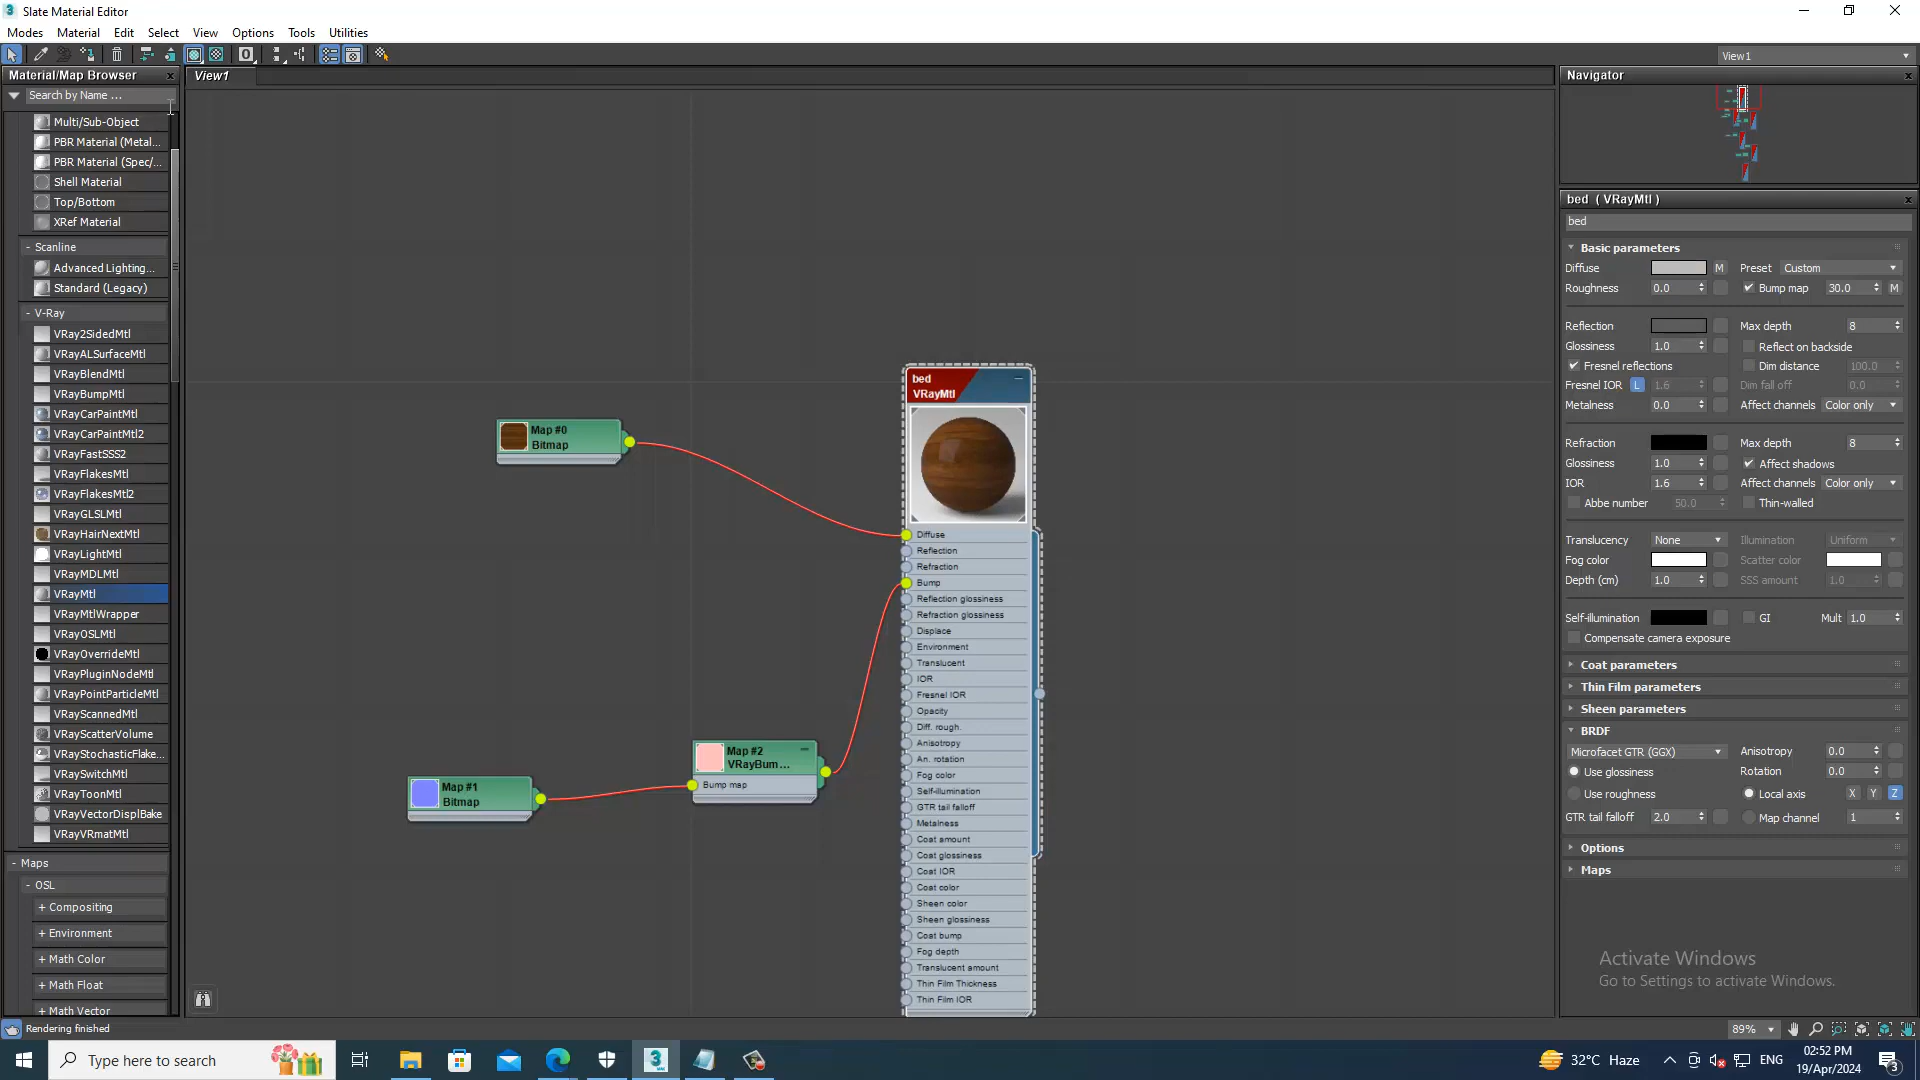 Slate Material Editor
Modes Material Edit Select View Options Tools Utilities
View1
Material/Map Browser
View1
Navigator
Search by Name ...
Multi/Sub-Object
PBR Material (Metal...
PBR Material (Spec/...
Shell Material
Top/Bottom
XRef Material
- Scanline
Advanced Lighting...
Standard (Legacy)
- V-Ray
VRay2SidedMtl
VRayALSurfaceMtl
VRayBlendMtl
VRayBumpMtl
VRayCarPaintMtl
VRayCarPaintMtl2
VRayFastSSS2
VRayFlakesMtl
VRayFlakesMtl2
VRayGLSLMtl
VRayHairNextMtl
VRayLightMtl
VRayMDLMtl
VRayMtl
VRayMtlWrapper
VRayOSLMtl
VRayOverrideMtl
VRayPluginNodeMtl
VRayPointParticleMtl
VRayScannedMtl
VRayScatterVolume
VRayStochasticFlake...
VRaySwitchMtl
VRayToonMtl
VRayVectorDisplBake
VRayVRmatMtl
- Maps
- OSL
+ Compositing
+ Environment
+ Math Color
+ Math Float
+ Math Vector
Map #0
Bitmap
Map #1
Bitmap
Map #2
VRayBum ...
Bump map
bed
VRayMtl
Diffuse
Reflection
Refraction
Bump
Reflection glossiness
Refraction glossiness
Displace
Environment
Translucent
IOR
Fresnel IOR
Opacity
Diff. rough.
Anisotropy
An. rotation
Fog color
Self-illumination
GTR tail falloff
Metalness
Coat amount
Coat glossiness
Coat IOR
Coat color
Sheen color
Sheen glossiness
Coat bump
Fog depth
Translucent amount
Thin Film Thickness
Thin Film IOR
bed ( VRayMtl )
bed
Basic parameters
Diffuse M Preset Custom
Roughness 0.0 Bump map 30.0 M
Reflection Max depth 8
Glossiness 1.0 Reflect on backside
Fresnel reflections Dim distance 100.0
Fresnel IOR L 1.6 Dim fall off 0.0
Metalness 0.0 Affect channels Color only
Refraction Max depth 8
Glossiness 1.0 Affect shadows
IOR 1.6 Affect channels Color only
Abbe number 50.0 Thin-walled
Translucency None Illumination Uniform
Fog color Scatter color
Depth (cm) 1.0 SSS amount 1.0
Self-illumination GI Mult 1.0
Compensate camera exposure
Coat parameters
Thin Film parameters
Sheen parameters
BRDF
Microfacet GTR (GGX) Anisotropy 0.0
Use glossiness Rotation 0.0
Use roughness Local axis X Y Z
GTR tail falloff 2.0 Map channel 1
Options
Maps
Activate Windows
Go to Settings to activate Windows.
Rendering finished
89%
Type here to search
32°C Haze
ENG
02:52 PM
19/Apr/2024
3